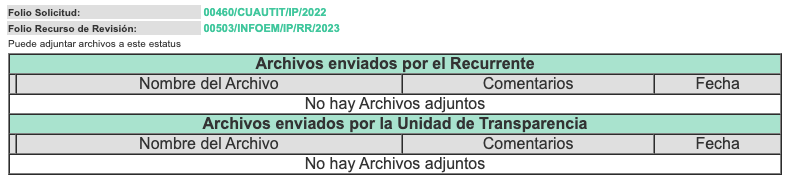 Folio Solicitud: 00460/CUAUTIT/IP/2022
Folio Recurso de Revisión: 00503/INFOEM/IP/RR/2023
Puede adjuntar archivos a este estatus
Archivos enviados por el Recurrente
Nombre del Archivo Comentarios Fecha
No hay Archivos adjuntos
Archivos enviados por la Unidad de Transparencia
Nombre del Archivo Comentarios Fecha
No hay Archivos adjuntos